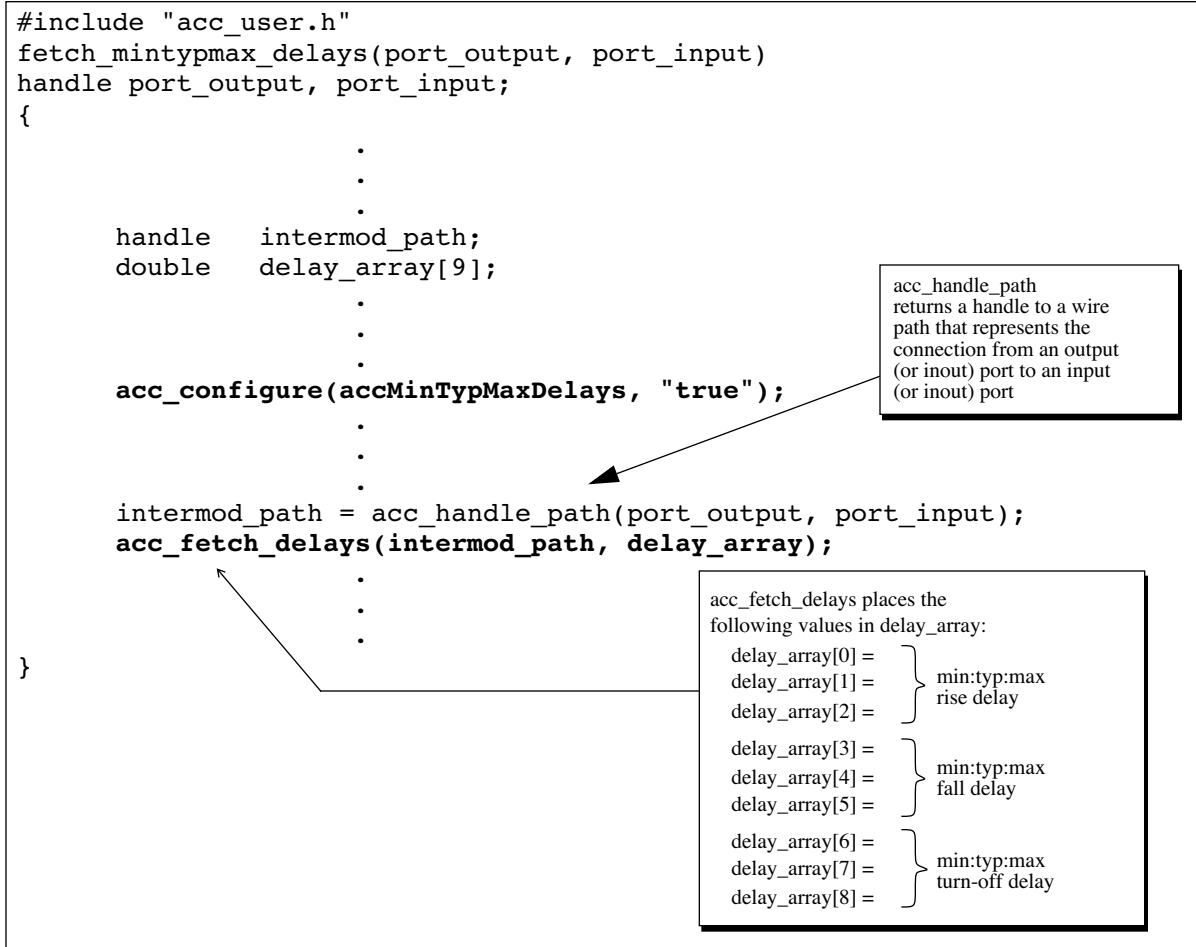 #include "acc_user.h"
fetch_mintypmax_delays(port_output, port_input)
handle port_output, port_input;
{
.
.
.
handle intermod_path;
double delay_array[9];
.
.
.
acc_configure(accMinTypMaxDelays, "true");
.
.
.
intermod_path = acc_handle_path(port_output, port_input);
acc_fetch_delays(intermod_path, delay_array);
.
.
.
}
acc_handle_path
returns a handle to a wire
path that represents the
connection from an output
(or inout) port to an input
(or inout) port
acc_fetch_delays places the
following values in delay_array:
delay_array[0] =
delay_array[1] =
delay_array[2] =
min:typ:max
rise delay
delay_array[3] =
delay_array[4] =
delay_array[5] =
min:typ:max
fall delay
delay_array[6] =
delay_array[7] =
delay_array[8] =
min:typ:max
turn-off delay